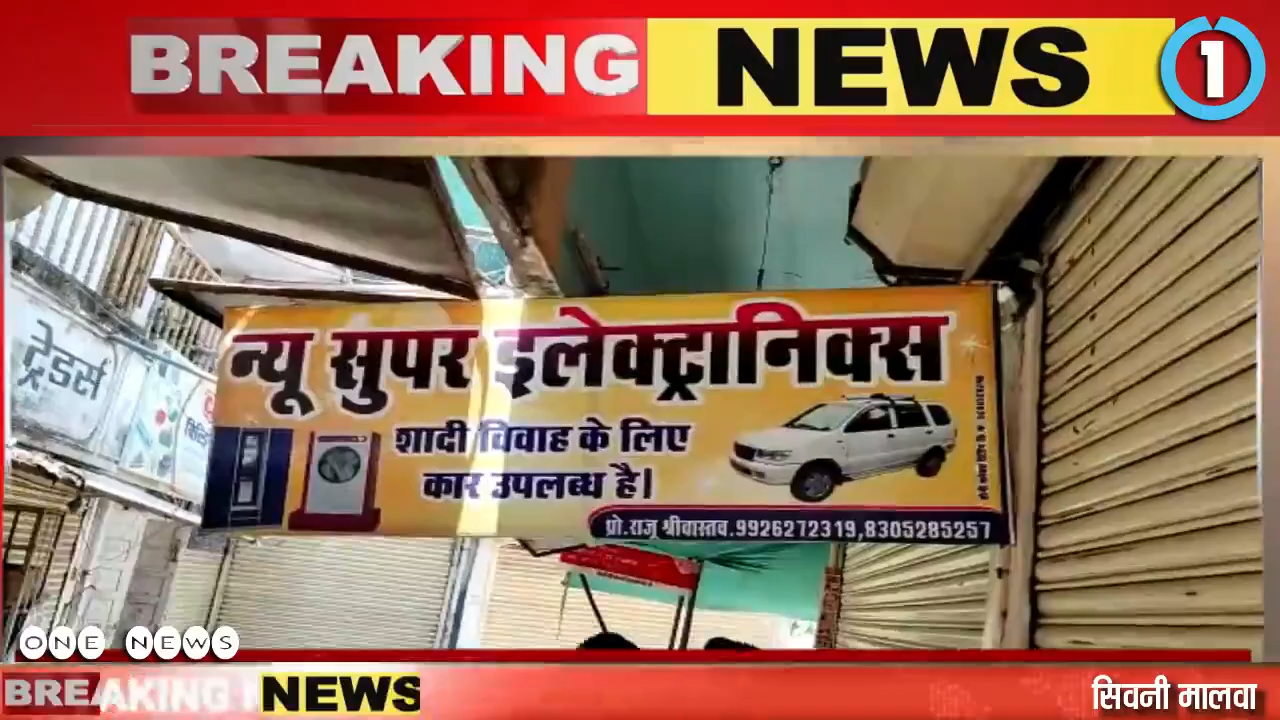 BREAKING NEWS
1
ट्रेडर्स
न्यू सुपर इलेक्ट्रानिक्स
शादी विवाह के लिए
कार उपलब्ध है।
प्रो.राजू श्रीवास्तव.9926272319,8305285257
ONE NEWS
BREAKING NEWS
सिवनी मालवा